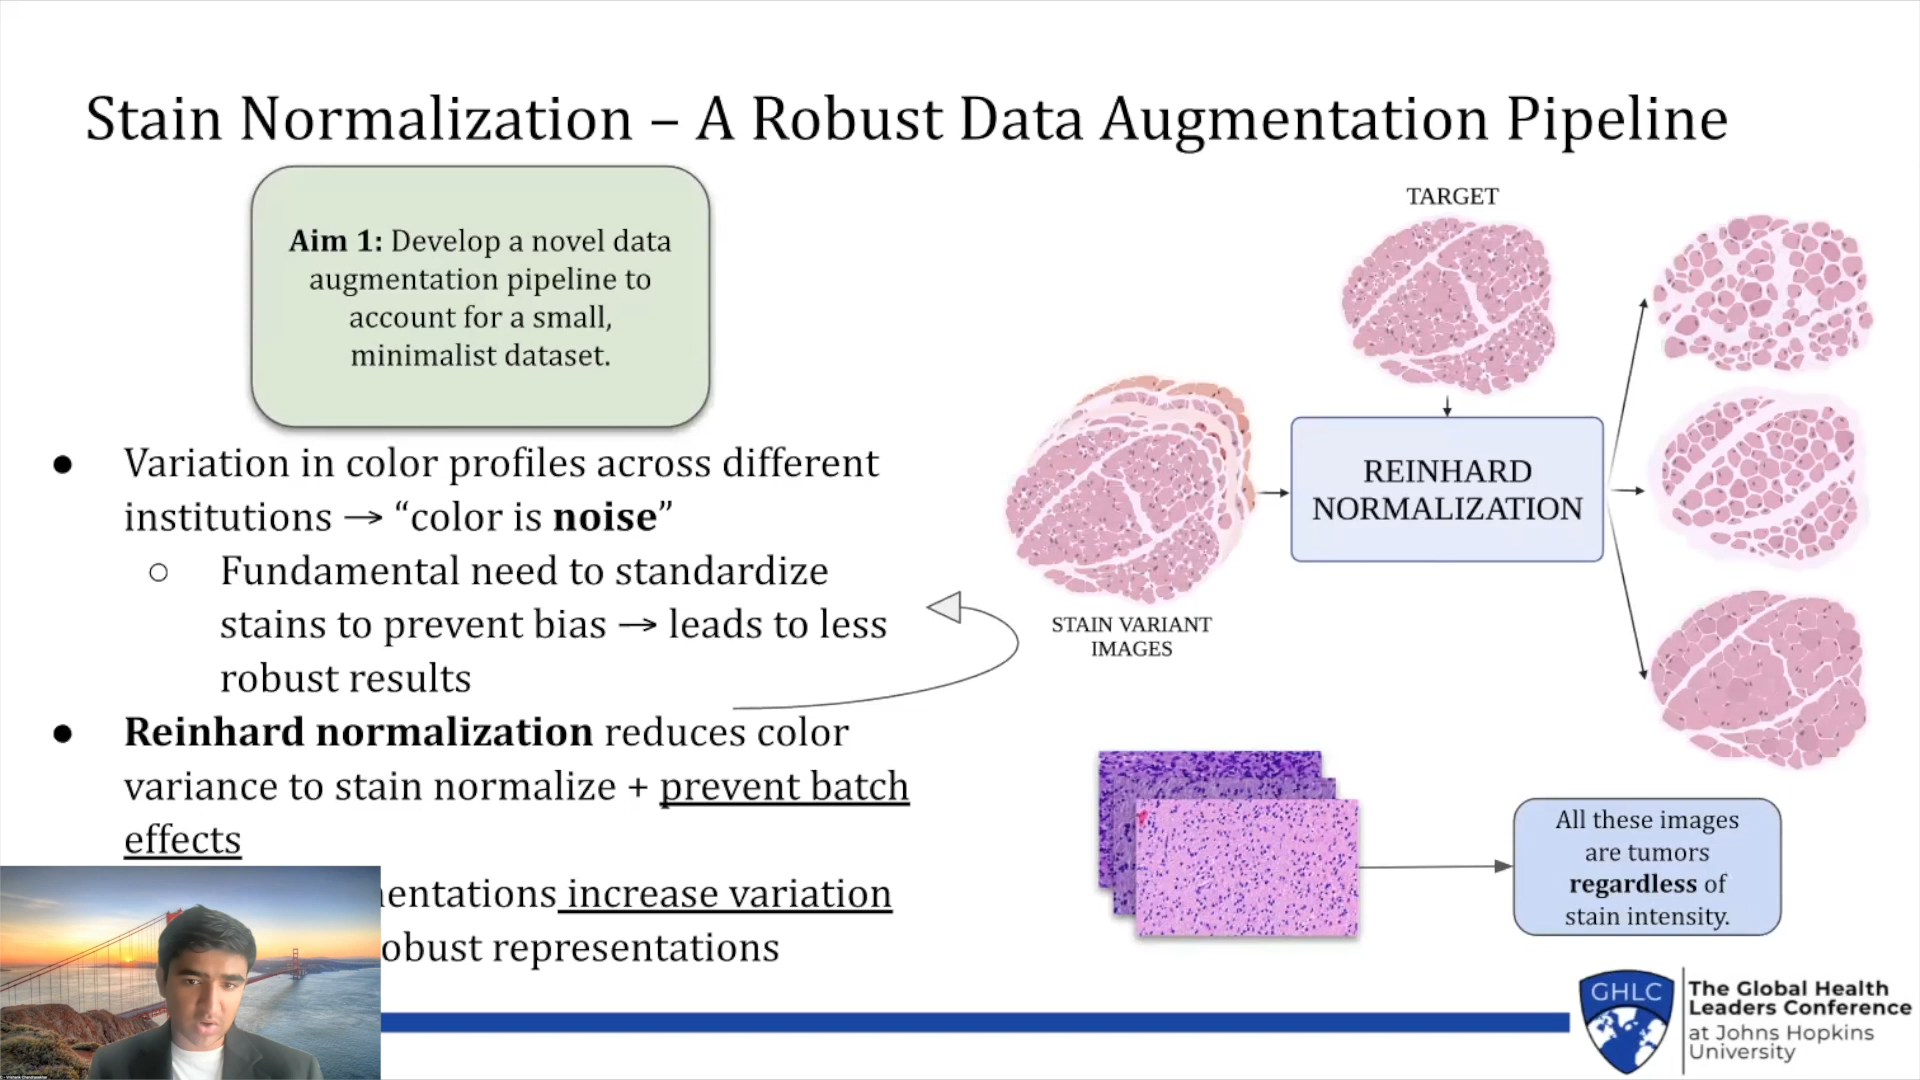 Stain Normalization – A Robust Data Augmentation Pipeline
Aim 1: Develop a novel data
augmentation pipeline to
account for a small,
minimalist dataset.
● Variation in color profiles across different
institutions → “color is noise”
○ Fundamental need to standardize
stains to prevent bias → leads to less
robust results
● Reinhard normalization reduces color
variance to stain normalize + prevent batch
effects
increase variation
representations
TARGET
REINHARD
NORMALIZATION
STAIN VARIANT
IMAGES
All these images
are tumors
regardless of
stain intensity.
GHLC
The Global Health
Leaders Conference
at Johns Hopkins
University